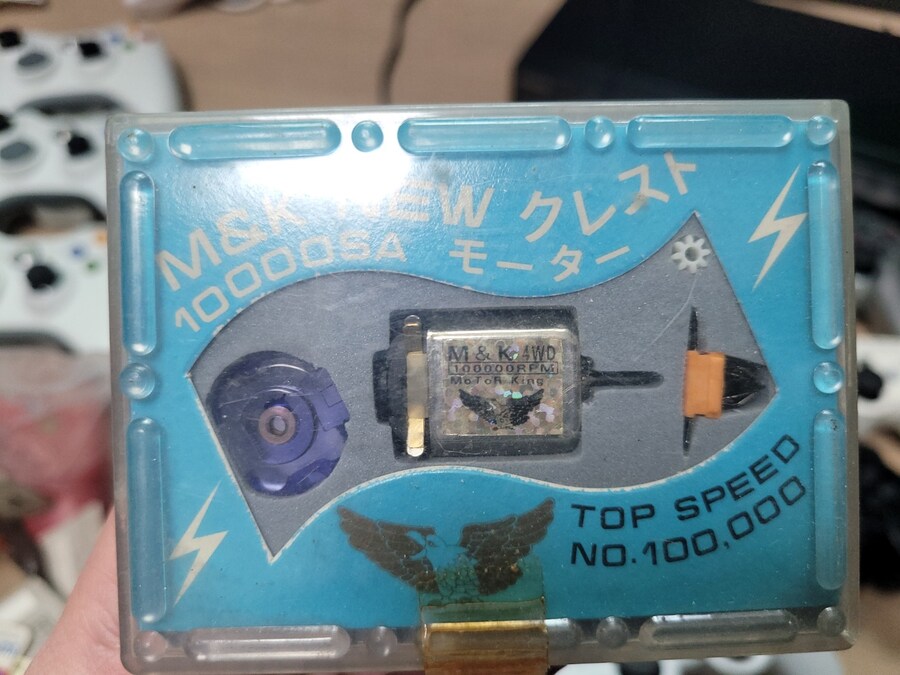 M&K NEW クレスト
10000SA モーター
M & K 4WD
100000RPM
MoToR King
TOP SPEED
NO.100,000